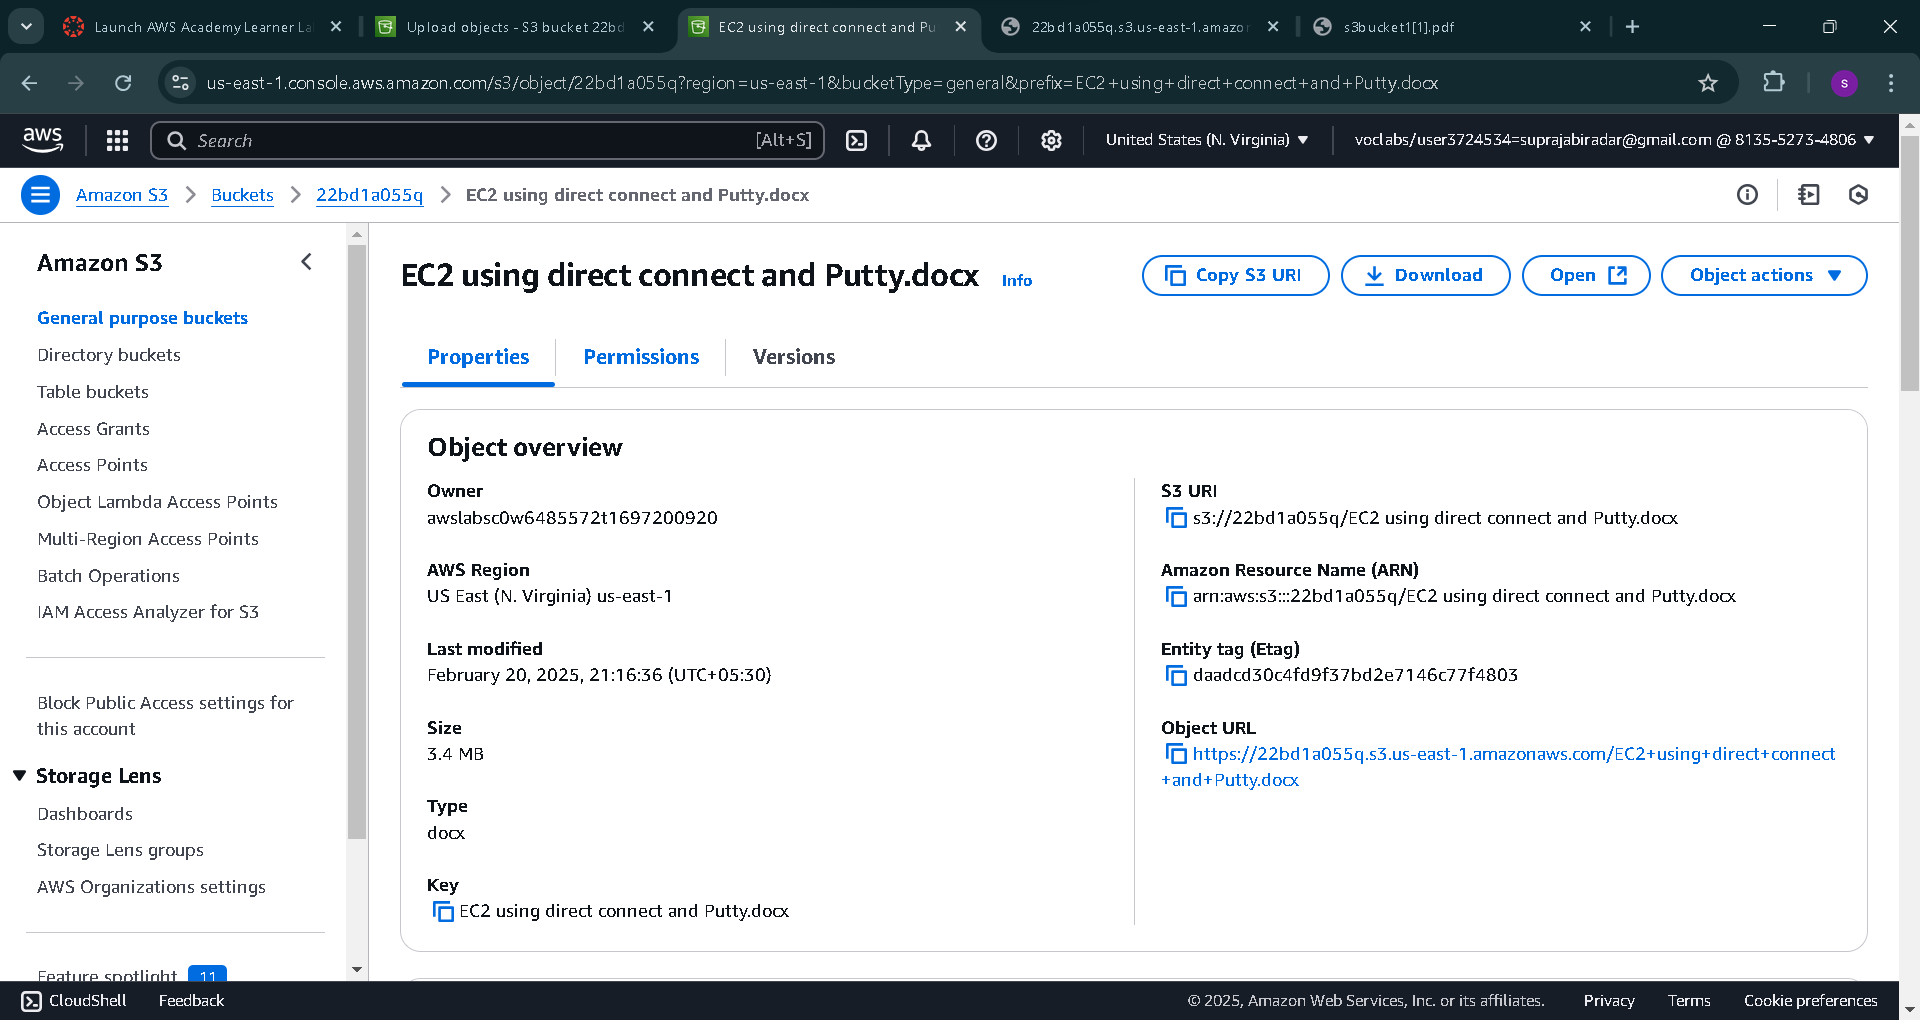 Launch AWS Academy Learner La
Upload objects - S3 bucket 22bd
EC2 using direct connect and Pu
22bd1a055q.s3.us-east-1.amazor
s3bucket1[1].pdf
us-east-1.console.aws.amazon.com/s3/object/22bd1a055q?region=us-east-1&bucketType=general&prefix=EC2+using+direct+connect+and+Putty.docx
s
aws
Search
[Alt+S]
United States (N. Virginia)
voclabs/user3724534=suprajabiradar@gmail.com @ 8135-5273-4806
Amazon S3
Buckets
22bd1a055q
EC2 using direct connect and Putty.docx
Amazon S3
General purpose buckets
Directory buckets
Table buckets
Access Grants
Access Points
Object Lambda Access Points
Multi-Region Access Points
Batch Operations
IAM Access Analyzer for S3
Block Public Access settings for
this account
Storage Lens
Dashboards
Storage Lens groups
AWS Organizations settings
Feature spotlight 11
EC2 using direct connect and Putty.docx Info
Copy S3 URI
Download
Open
Object actions
Properties
Permissions
Versions
Object overview
Owner
awslabsc0w6485572t1697200920
AWS Region
US East (N. Virginia) us-east-1
Last modified
February 20, 2025, 21:16:36 (UTC+05:30)
Size
3.4 MB
Type
docx
Key
EC2 using direct connect and Putty.docx
S3 URI
s3://22bd1a055q/EC2 using direct connect and Putty.docx
Amazon Resource Name (ARN)
arn:aws:s3:::22bd1a055q/EC2 using direct connect and Putty.docx
Entity tag (Etag)
daadcd30c4fd9f37bd2e7146c77f4803
Object URL
https://22bd1a055q.s3.us-east-1.amazonaws.com/EC2+using+direct+connect
+and+Putty.docx
CloudShell
Feedback
© 2025, Amazon Web Services, Inc. or its affiliates.
Privacy
Terms
Cookie preferences